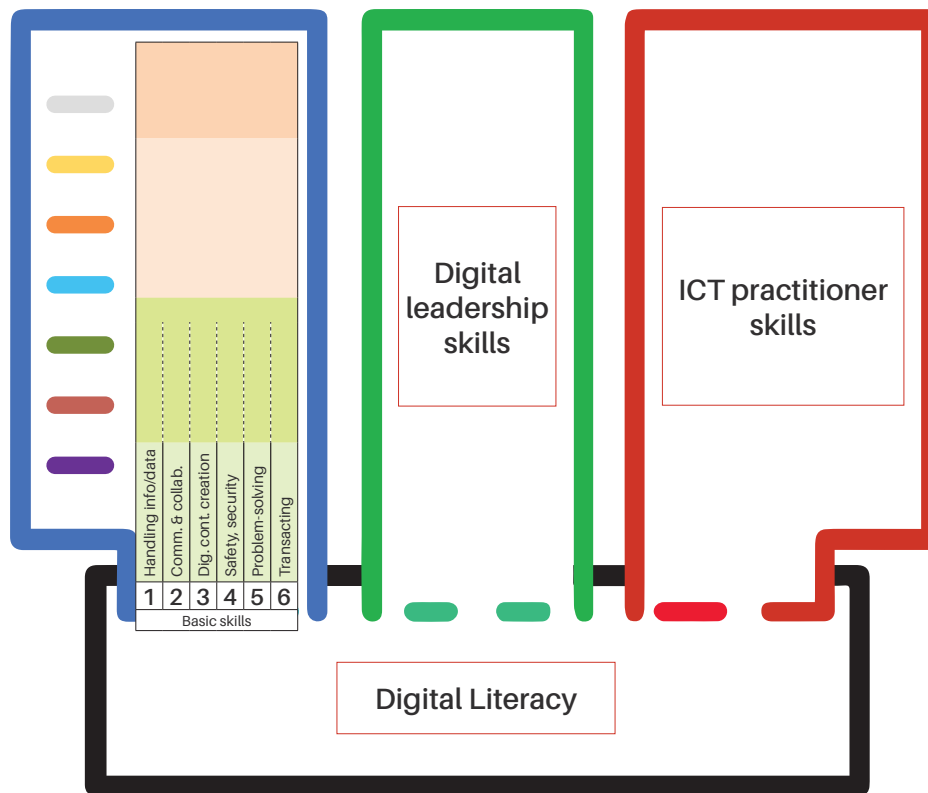 Digital
leadership
skills
ICT practitioner
skills
Handling info/data
Comm. & collab.
Dig. cont. creation
Safety, security
Problem-solving
Transacting
1 2 3 4 5 6
Basic skills
Digital Literacy